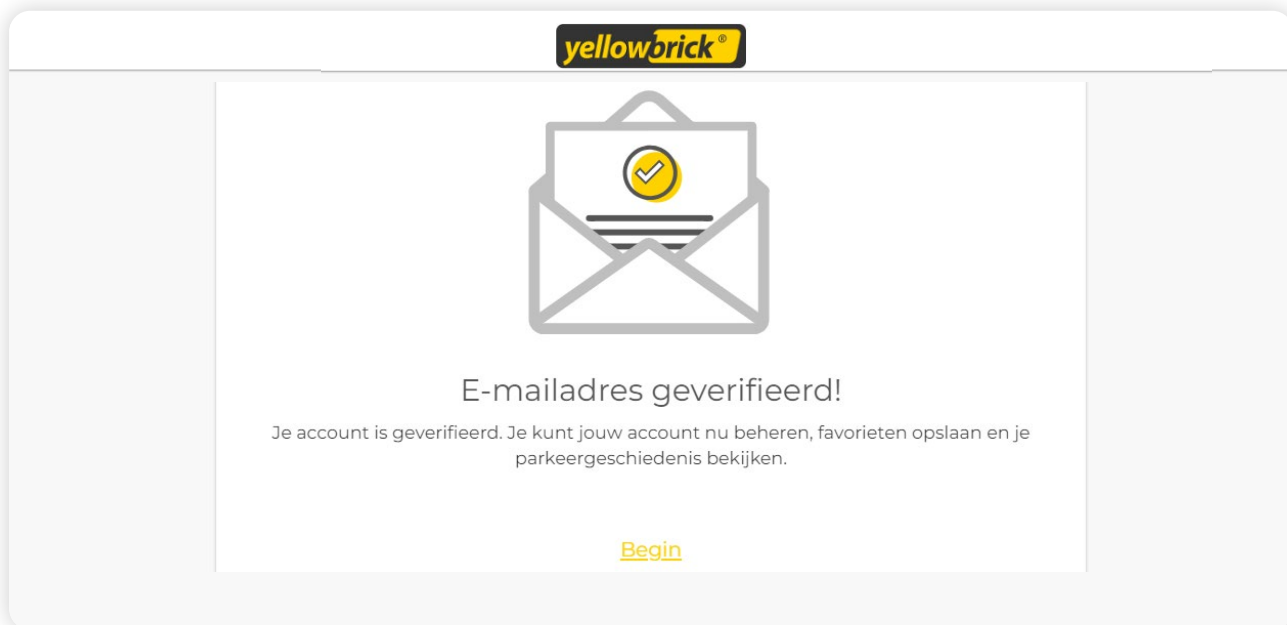 yellowbrick®
E-mailadres geverifieerd!
Je account is geverifieerd. Je kunt jouw account nu beheren, favorieten opslaan en je
parkeergeschiedenis bekijken.
Begin